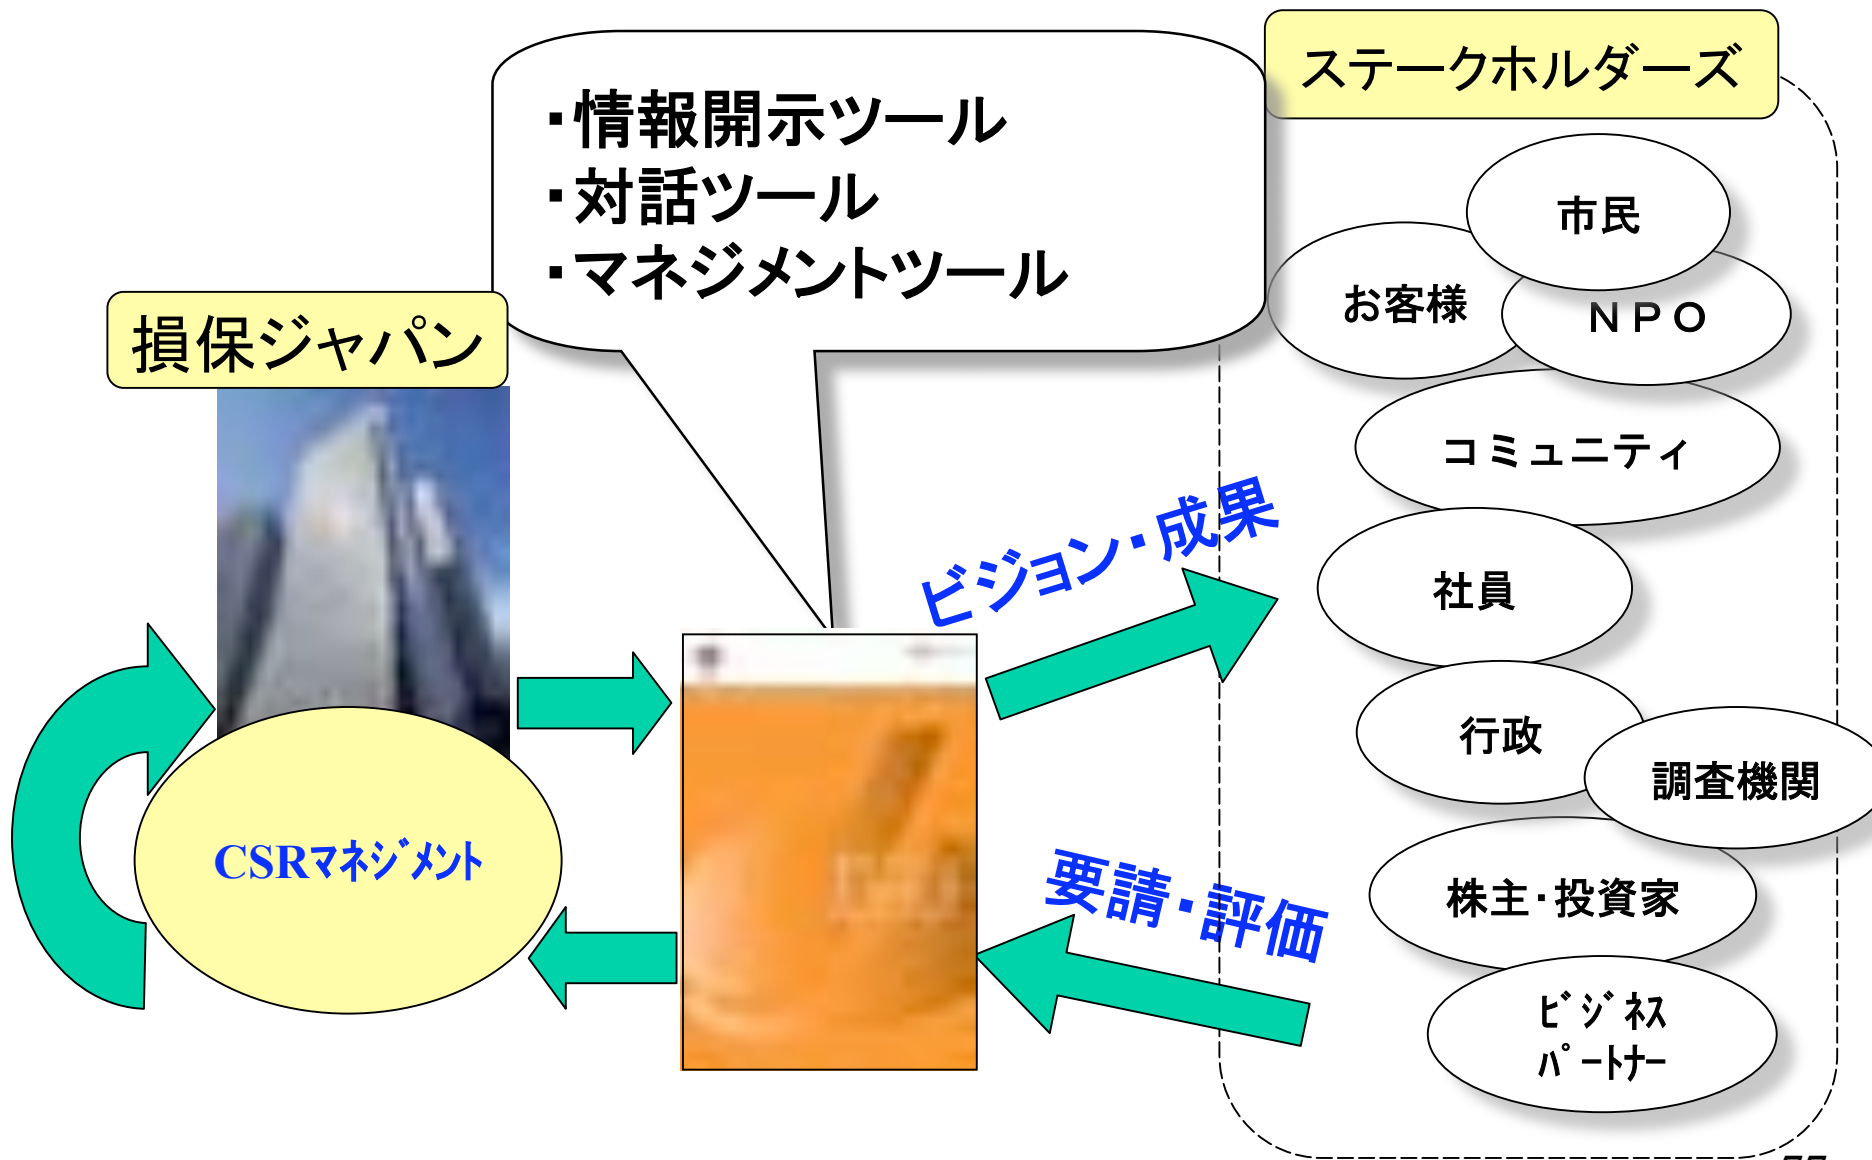 ステークホルダーズ
・情報開示ツール
・対話ツール
・マネジメントツール
市民
お客様
ＮＰＯ
損保ジャパン
コミュニティ
ビジョン・成果
社員
行政
調査機関
CSRﾏﾈｼﾞﾒﾝﾄ
要請・評価
株主・投資家
ﾋﾞｼﾞﾈｽ
ﾊﾟｰﾄﾅｰ